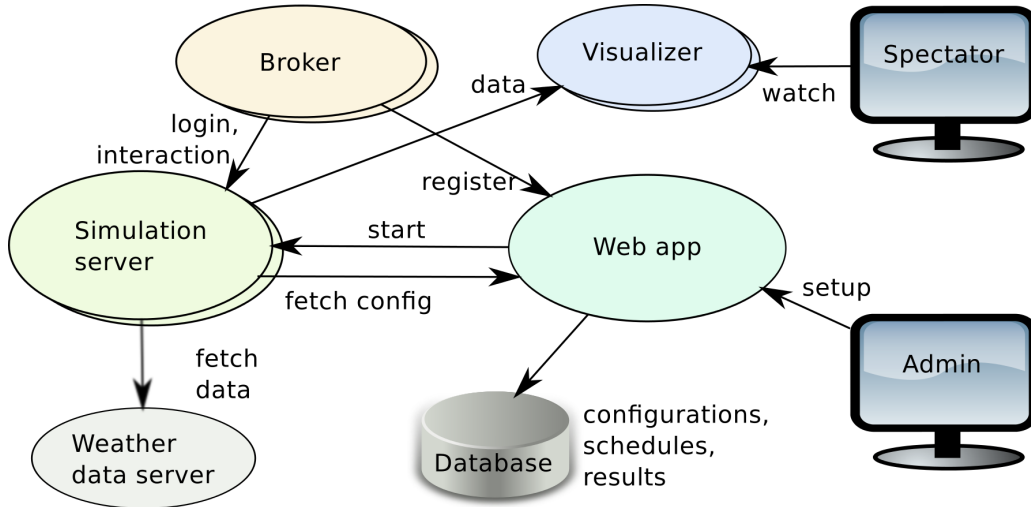 Broker
Visualizer
Spectator
data
watch
login,
interaction
register
Simulation
server
start
Web app
fetch config
setup
fetch
data
Admin
Weather
data server
Database
configurations,
schedules,
results